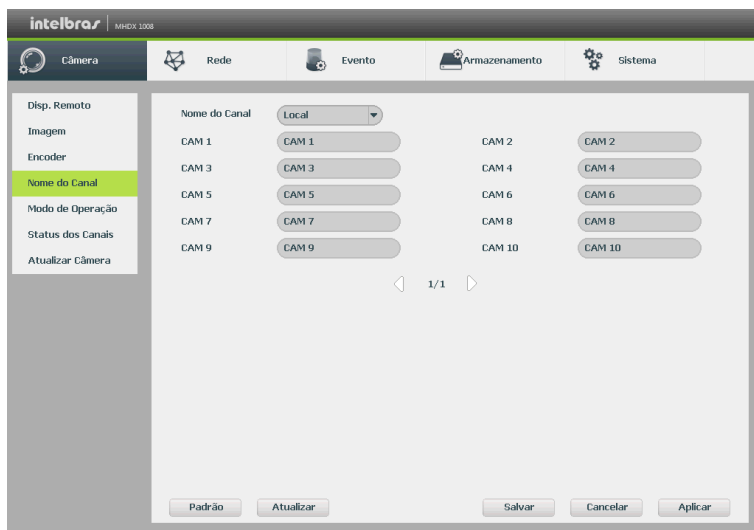 intelbras | MHDX 1008
Câmera Rede Evento Armazenamento Sistema
Disp. Remoto
Imagem
Encoder
Nome do Canal
Modo de Operação
Status dos Canais
Atualizar Câmera
Nome do Canal Local
CAM 1 CAM 1 CAM 2 CAM 2
CAM 3 CAM 3 CAM 4 CAM 4
CAM 5 CAM 5 CAM 6 CAM 6
CAM 7 CAM 7 CAM 8 CAM 8
CAM 9 CAM 9 CAM 10 CAM 10
1/1
Padrão Atualizar Salvar Cancelar Aplicar